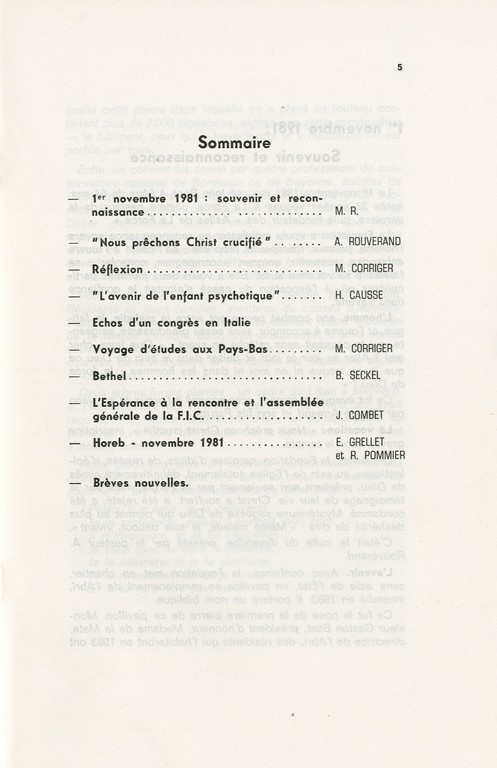 5
Sommaire
— 1er novembre 1981 : souvenir et recon-
naissance .............. .............. M. R.
— "Nous prêchons Christ crucifié" .. ....... A. ROUVERAND
— Réflexion ............................. M. CORRIGER
— "L'avenir de l'enfant psychotique" ....... H. CAUSSE
— Echos d'un congrès en Italie
— Voyage d'études aux Pays-Bas ......... M. CORRIGER
— Bethel ................................ B. SECKEL
— L'Espérance à la rencontre et l'assemblée
générale de la F.I.C. ................... J. COMBET
— Horeb - novembre 1981 ................ E. GRELLET
et R. POMMIER
— Brèves nouvelles.